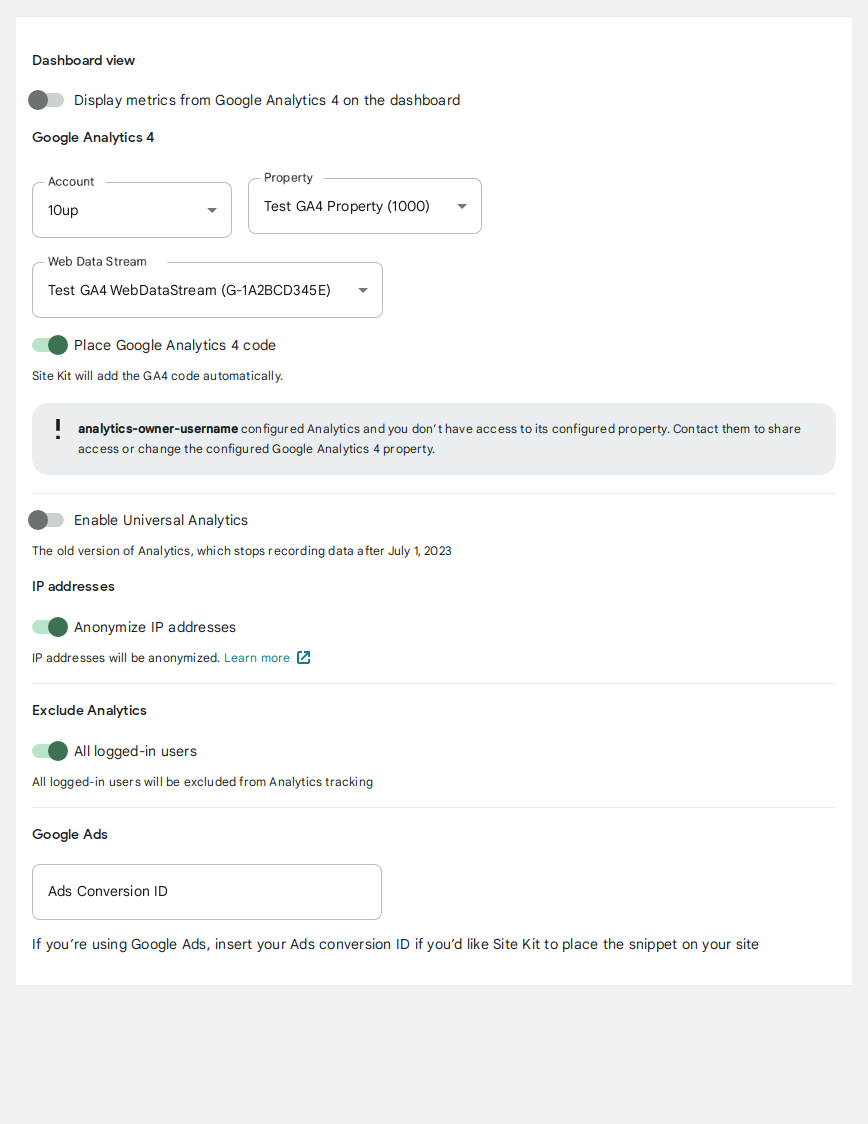 Dashboard view
Display metrics from Google Analytics 4 on the dashboard
Google Analytics 4
Account
10up
Property
Test GA4 Property (1000)
Web Data Stream
Test GA4 WebDataStream (G-1A2BCD345E)
Place Google Analytics 4 code
Site Kit will add the GA4 code automatically.
analytics-owner-username configured Analytics and you don’t have access to its configured property. Contact them to share
access or change the configured Google Analytics 4 property.
Enable Universal Analytics
The old version of Analytics, which stops recording data after July 1, 2023
IP addresses
Anonymize IP addresses
IP addresses will be anonymized. Learn more
Exclude Analytics
All logged-in users
All logged-in users will be excluded from Analytics tracking
Google Ads
Ads Conversion ID
If you’re using Google Ads, insert your Ads conversion ID if you’d like Site Kit to place the snippet on your site